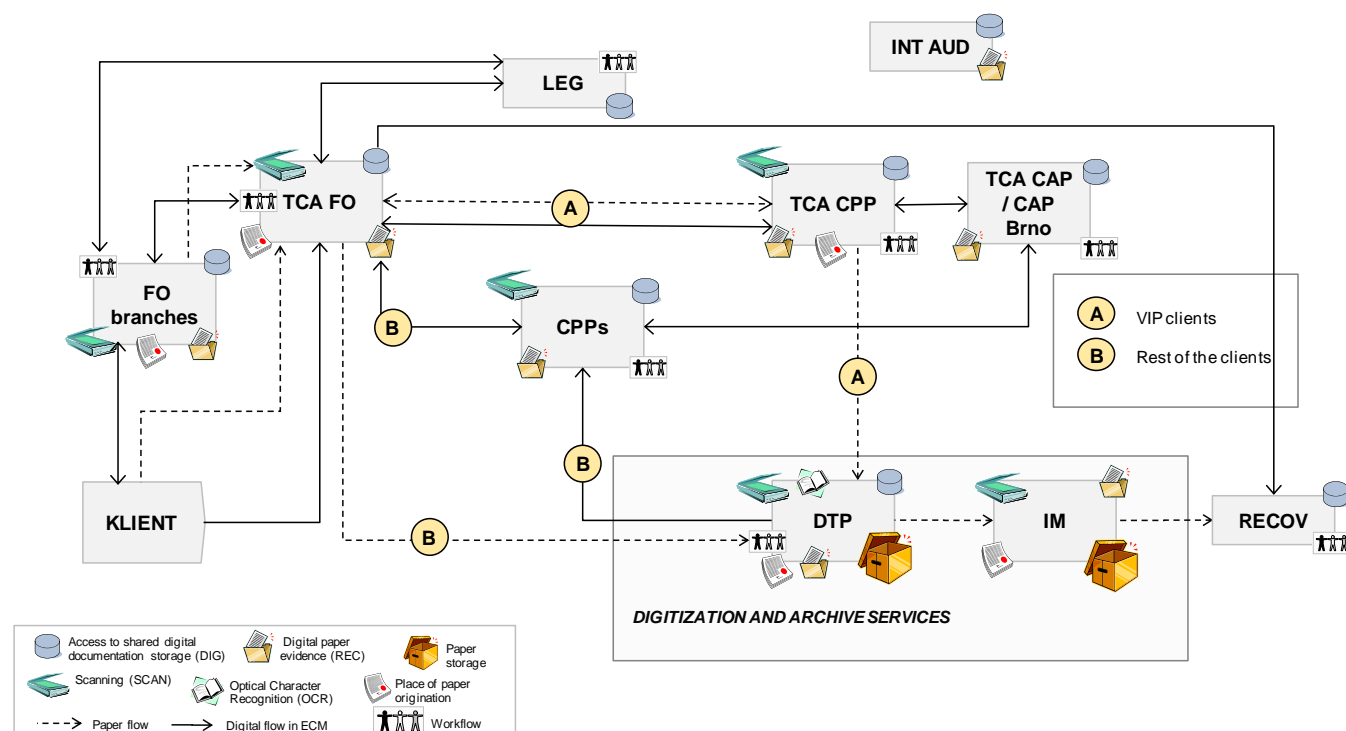 INT AUD
LEG
TCA FO
A
TCA CPP
TCA CAP
/ CAP
Brno
FO
branches
B
CPPs
A
VIP clients
B
Rest of the clients
A
B
KLIENT
DTP
IM
RECOV
B
DIGITIZATION AND ARCHIVE SERVICES
Access to shared digital
documentation storage (DIG)
Digital paper
evidence (REC)
Paper
storage
Scanning (SCAN)
Optical Character
Recognition (OCR)
Place of paper
origination
Paper flow
Digital flow in ECM
Workflow